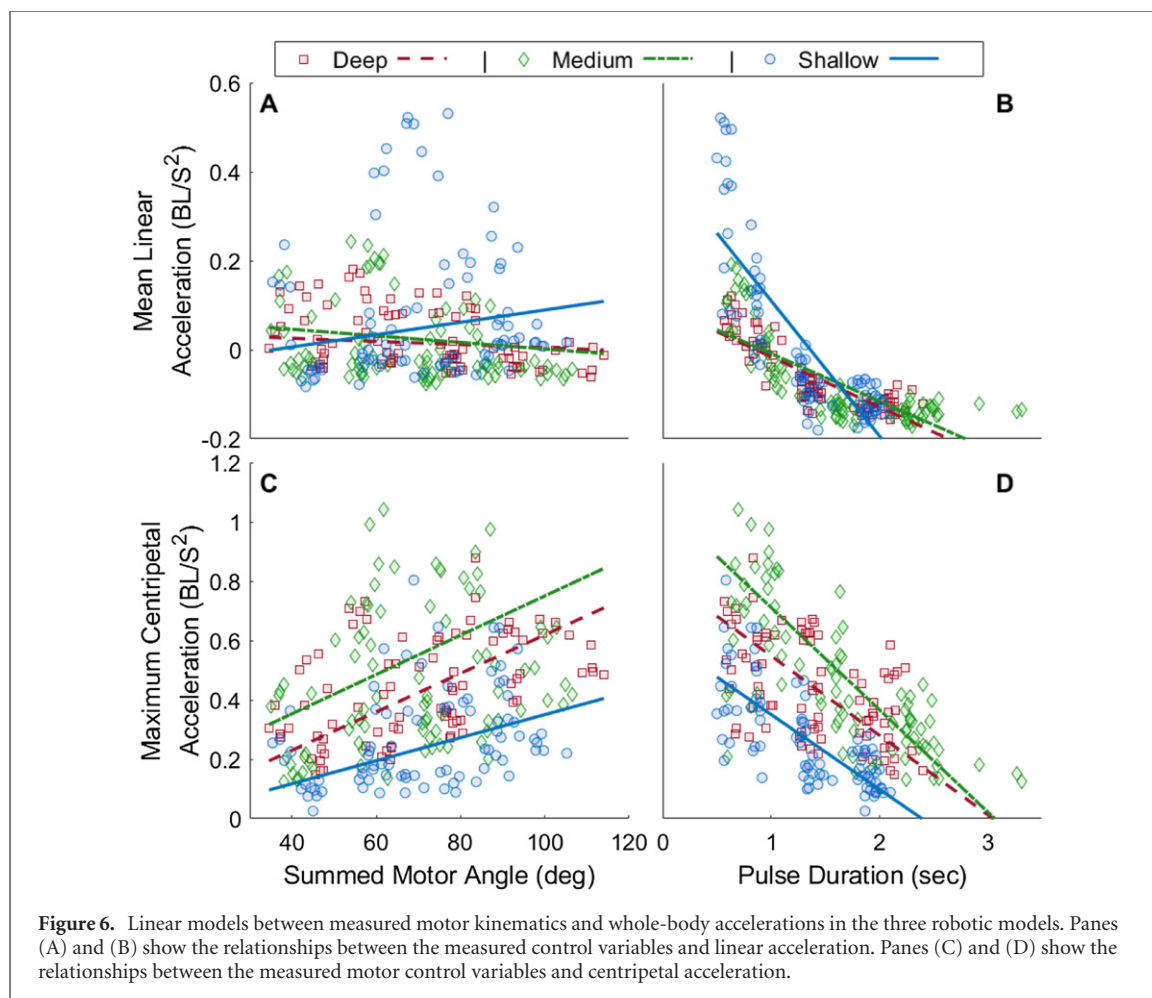 Deep | Medium | Shallow
0.6
A
B
0.4
Mean Linear
Acceleration (BL/S²)
0.2
0
-0.2
1.2
C
D
1
Maximum Centripetal
Acceleration (BL/S²)
0.8
0.6
0.4
0.2
0
40 60 80 100 120 0 1 2 3
Summed Motor Angle (deg) Pulse Duration (sec)
Figure 6. Linear models between measured motor kinematics and whole-body accelerations in the three robotic models. Panes
(A) and (B) show the relationships between the measured control variables and linear acceleration. Panes (C) and (D) show the
relationships between the measured motor control variables and centripetal acceleration.